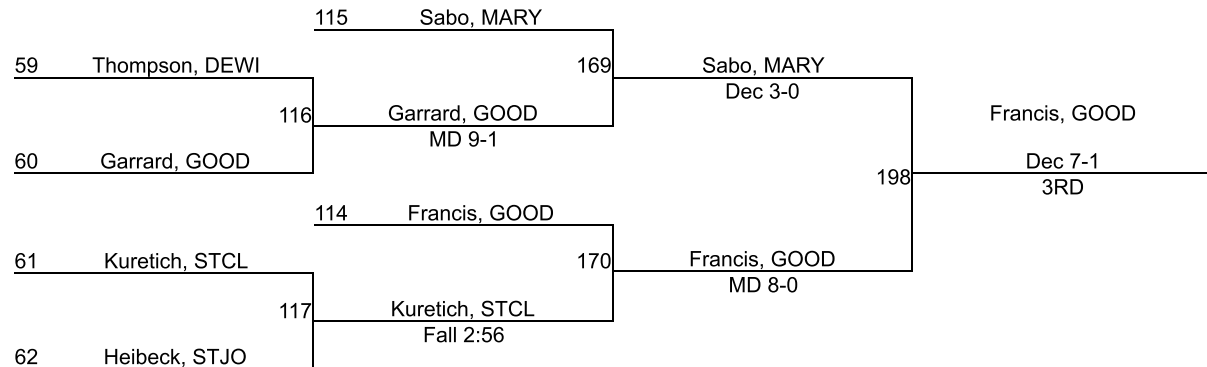 115 Sabo, MARY
59 Thompson, DEWI
169 Sabo, MARY
Dec 3-0
116 Garrard, GOOD
MD 9-1
Francis, GOOD
60 Garrard, GOOD
Dec 7-1
198
3RD
114 Francis, GOOD
61 Kuretich, STCL
170 Francis, GOOD
MD 8-0
117 Kuretich, STCL
Fall 2:56
62 Heibeck, STJO